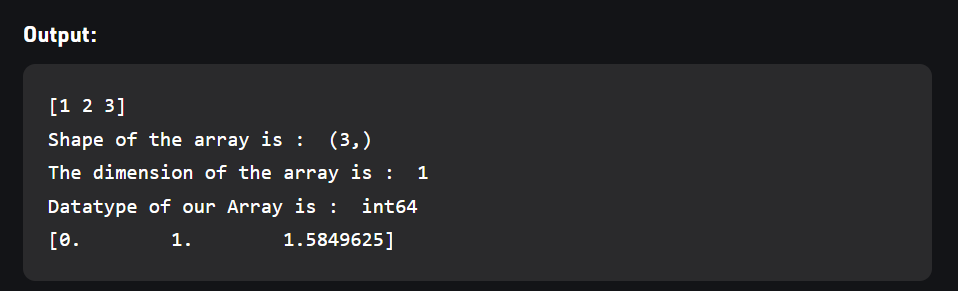 Output:
[1 2 3]
Shape of the array is :  (3,)
The dimension of the array is :  1
Datatype of our Array is :  int64
[0.        1.        1.5849625]